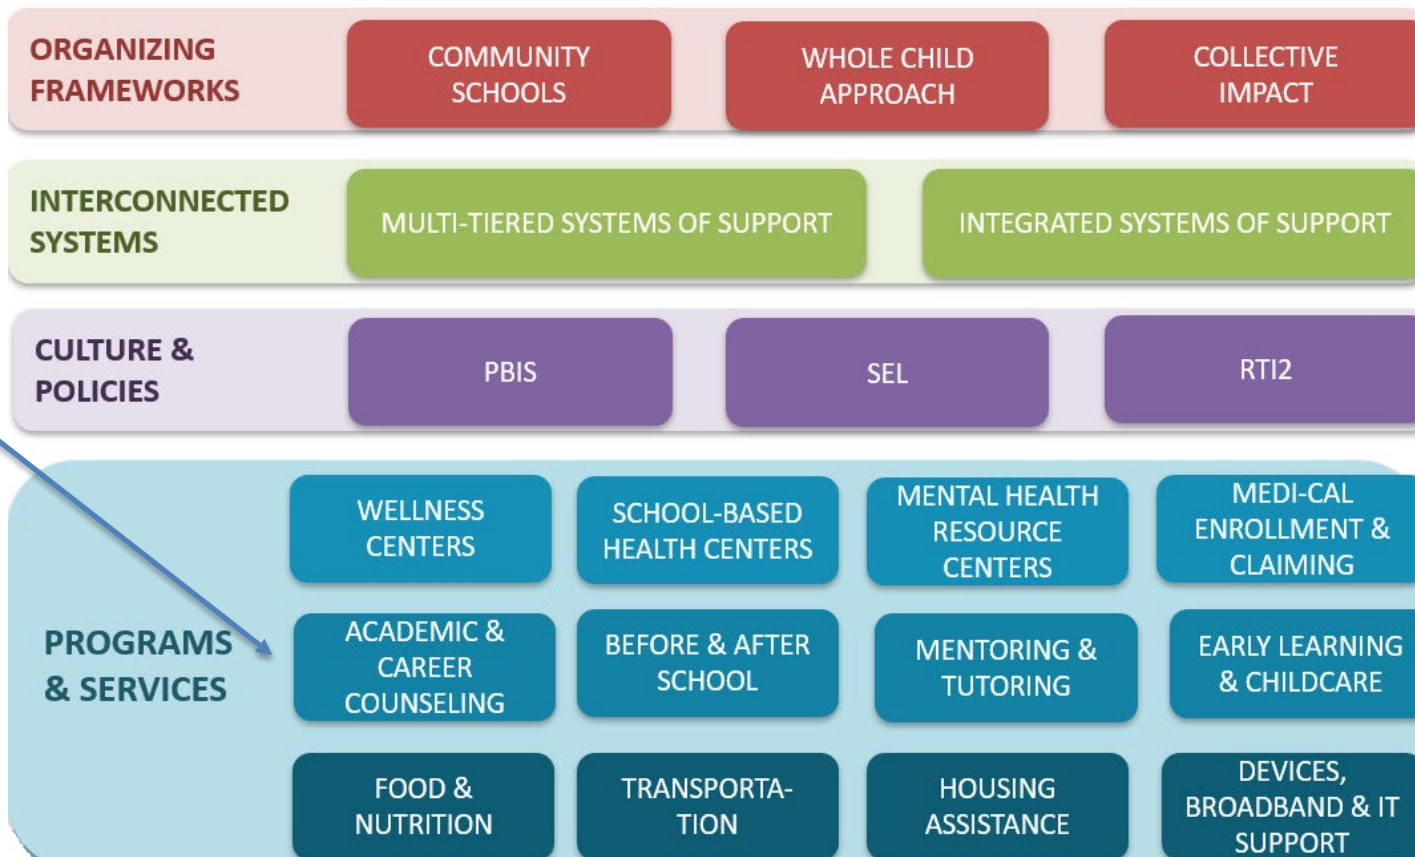 ORGANIZING
FRAMEWORKS
COMMUNITY
SCHOOLS
WHOLE CHILD
APPROACH
COLLECTIVE
IMPACT
INTERCONNECTED
SYSTEMS
MULTI-TIERED SYSTEMS OF SUPPORT
INTEGRATED SYSTEMS OF SUPPORT
CULTURE &
POLICIES
PBIS
SEL
RTI2
PROGRAMS
& SERVICES
WELLNESS
CENTERS
SCHOOL-BASED
HEALTH CENTERS
MENTAL HEALTH
RESOURCE
CENTERS
MEDI-CAL
ENROLLMENT &
CLAIMING
ACADEMIC &
CAREER
COUNSELING
BEFORE & AFTER
SCHOOL
MENTORING &
TUTORING
EARLY LEARNING
& CHILDCARE
FOOD &
NUTRITION
TRANSPORTA-
TION
HOUSING
ASSISTANCE
DEVICES,
BROADBAND & IT
SUPPORT